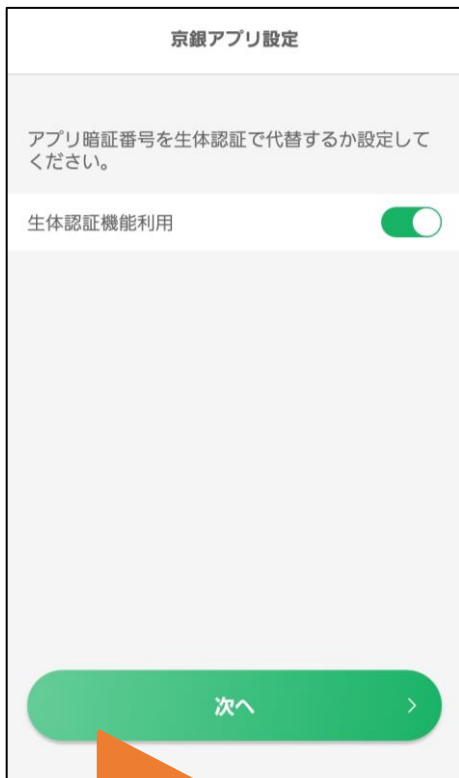 京銀アプリ設定
アプリ暗証番号を生体認証で代替するか設定して
ください。
生体認証機能利用
次へ